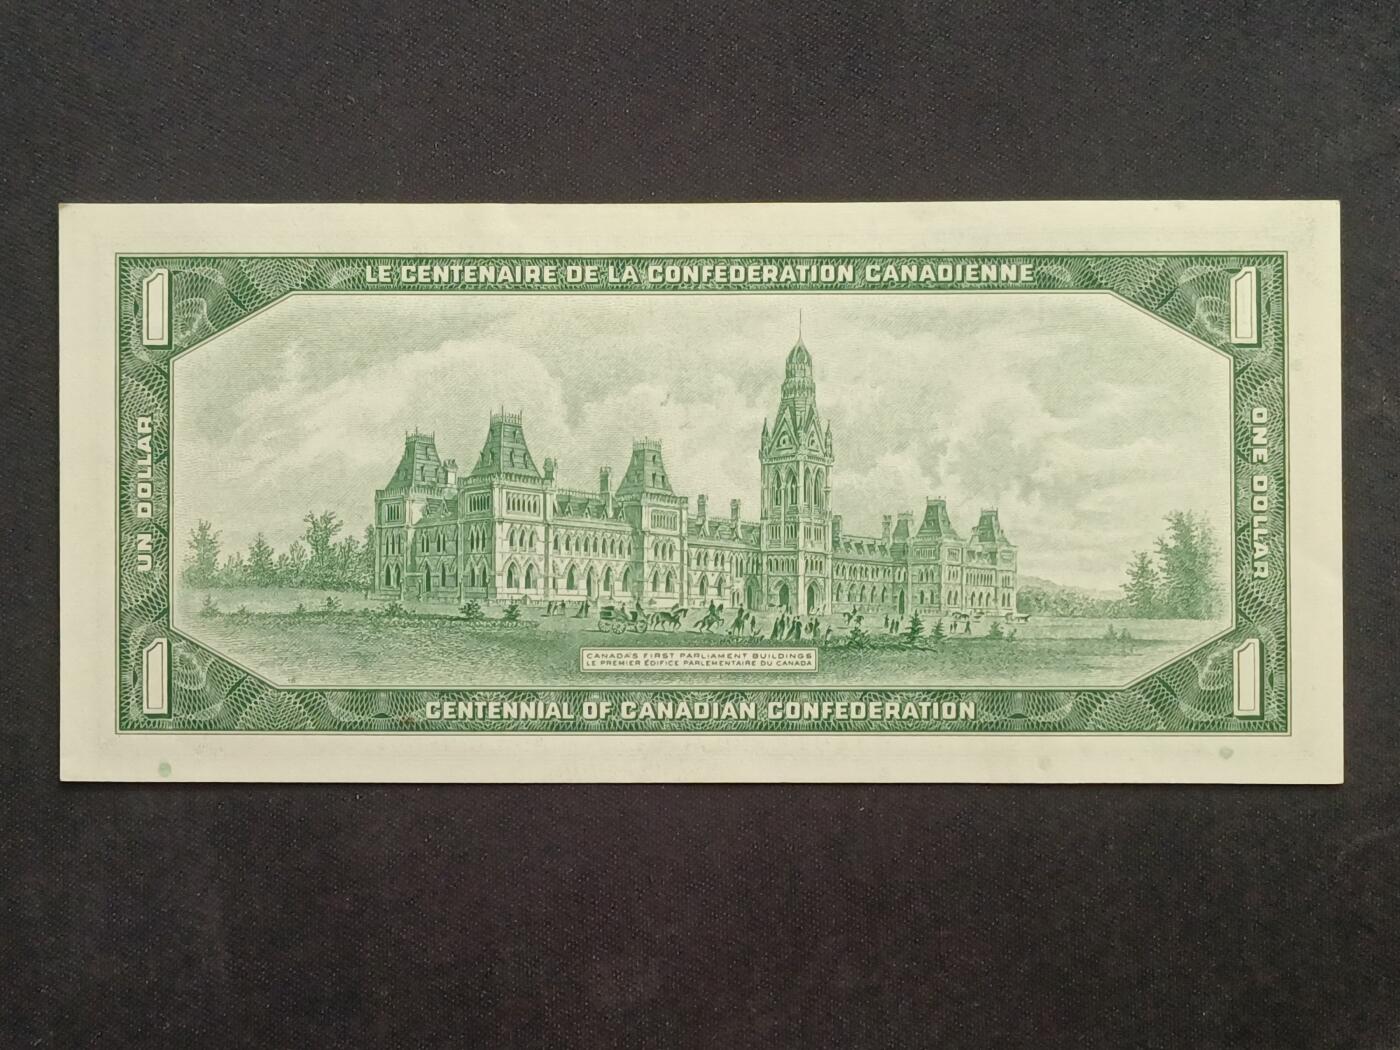 LE CENTENAIRE DE LA CONFÉDÉRATION CANADIENNE
1
1
UN DOLLAR
ONE DOLLAR
CANADA'S FIRST PARLIAMENT BUILDINGS
LE PREMIER ÉDIFICE PARLEMENTAIRE DU CANADA
1
1
CENTENNIAL OF CANADIAN CONFEDERATION